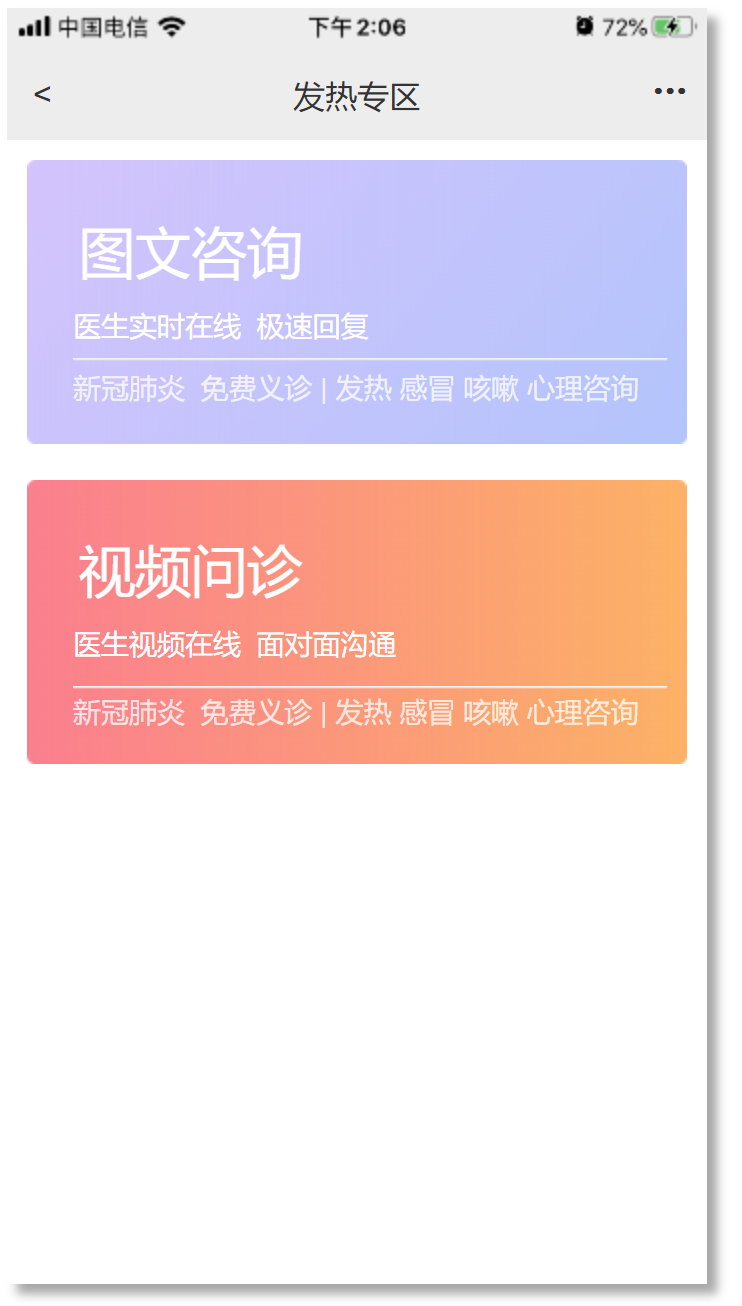 中国电信 下午2:06 72%
< 发热专区 •••
图文咨询
医生实时在线 极速回复
新冠肺炎 免费义诊 | 发热 感冒 咳嗽 心理咨询
视频问诊
医生视频在线 面对面沟通
新冠肺炎 免费义诊 | 发热 感冒 咳嗽 心理咨询